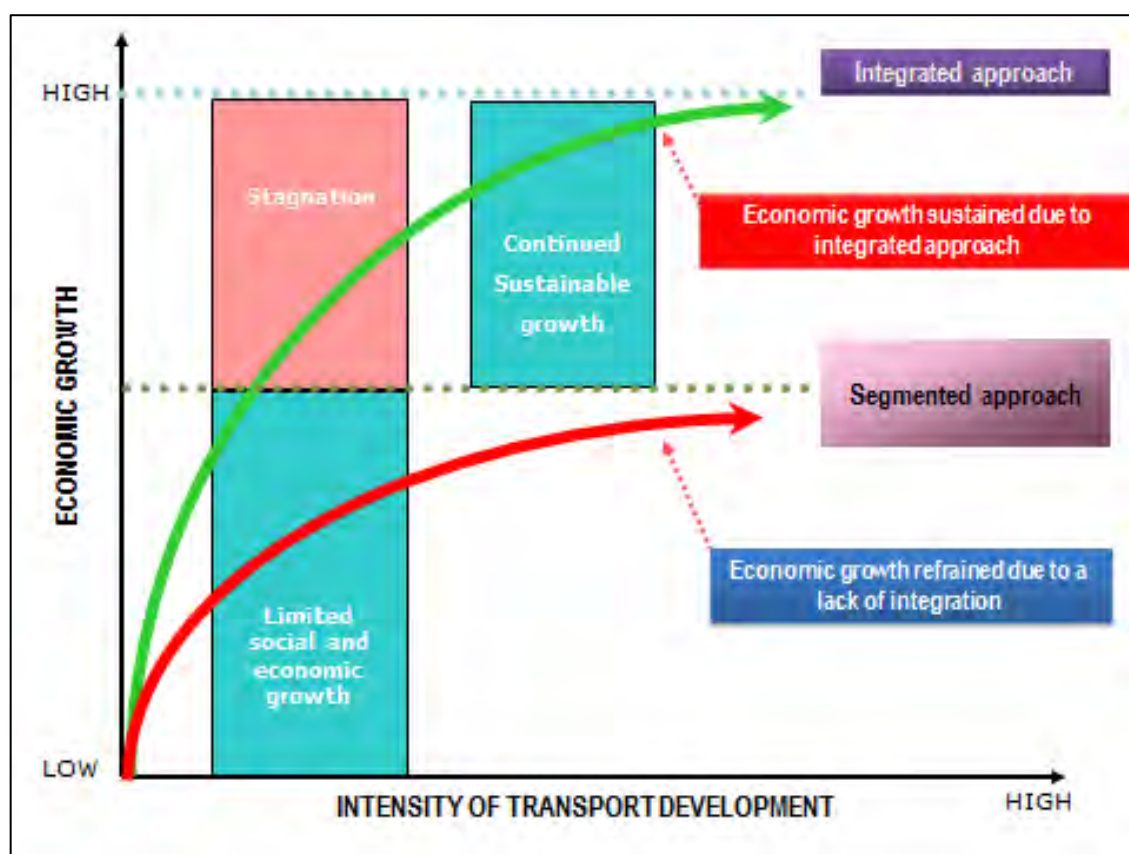 HIGH
Integrated approach
Stagnation
Economic growth sustained due to
integrated approach
Continued
Sustainable
growth
ECONOMIC GROWTH
Segmented approach
Economic growth refrained due to a
lack of integration
Limited
social and
economic
growth
LOW
INTENSITY OF TRANSPORT DEVELOPMENT
HIGH